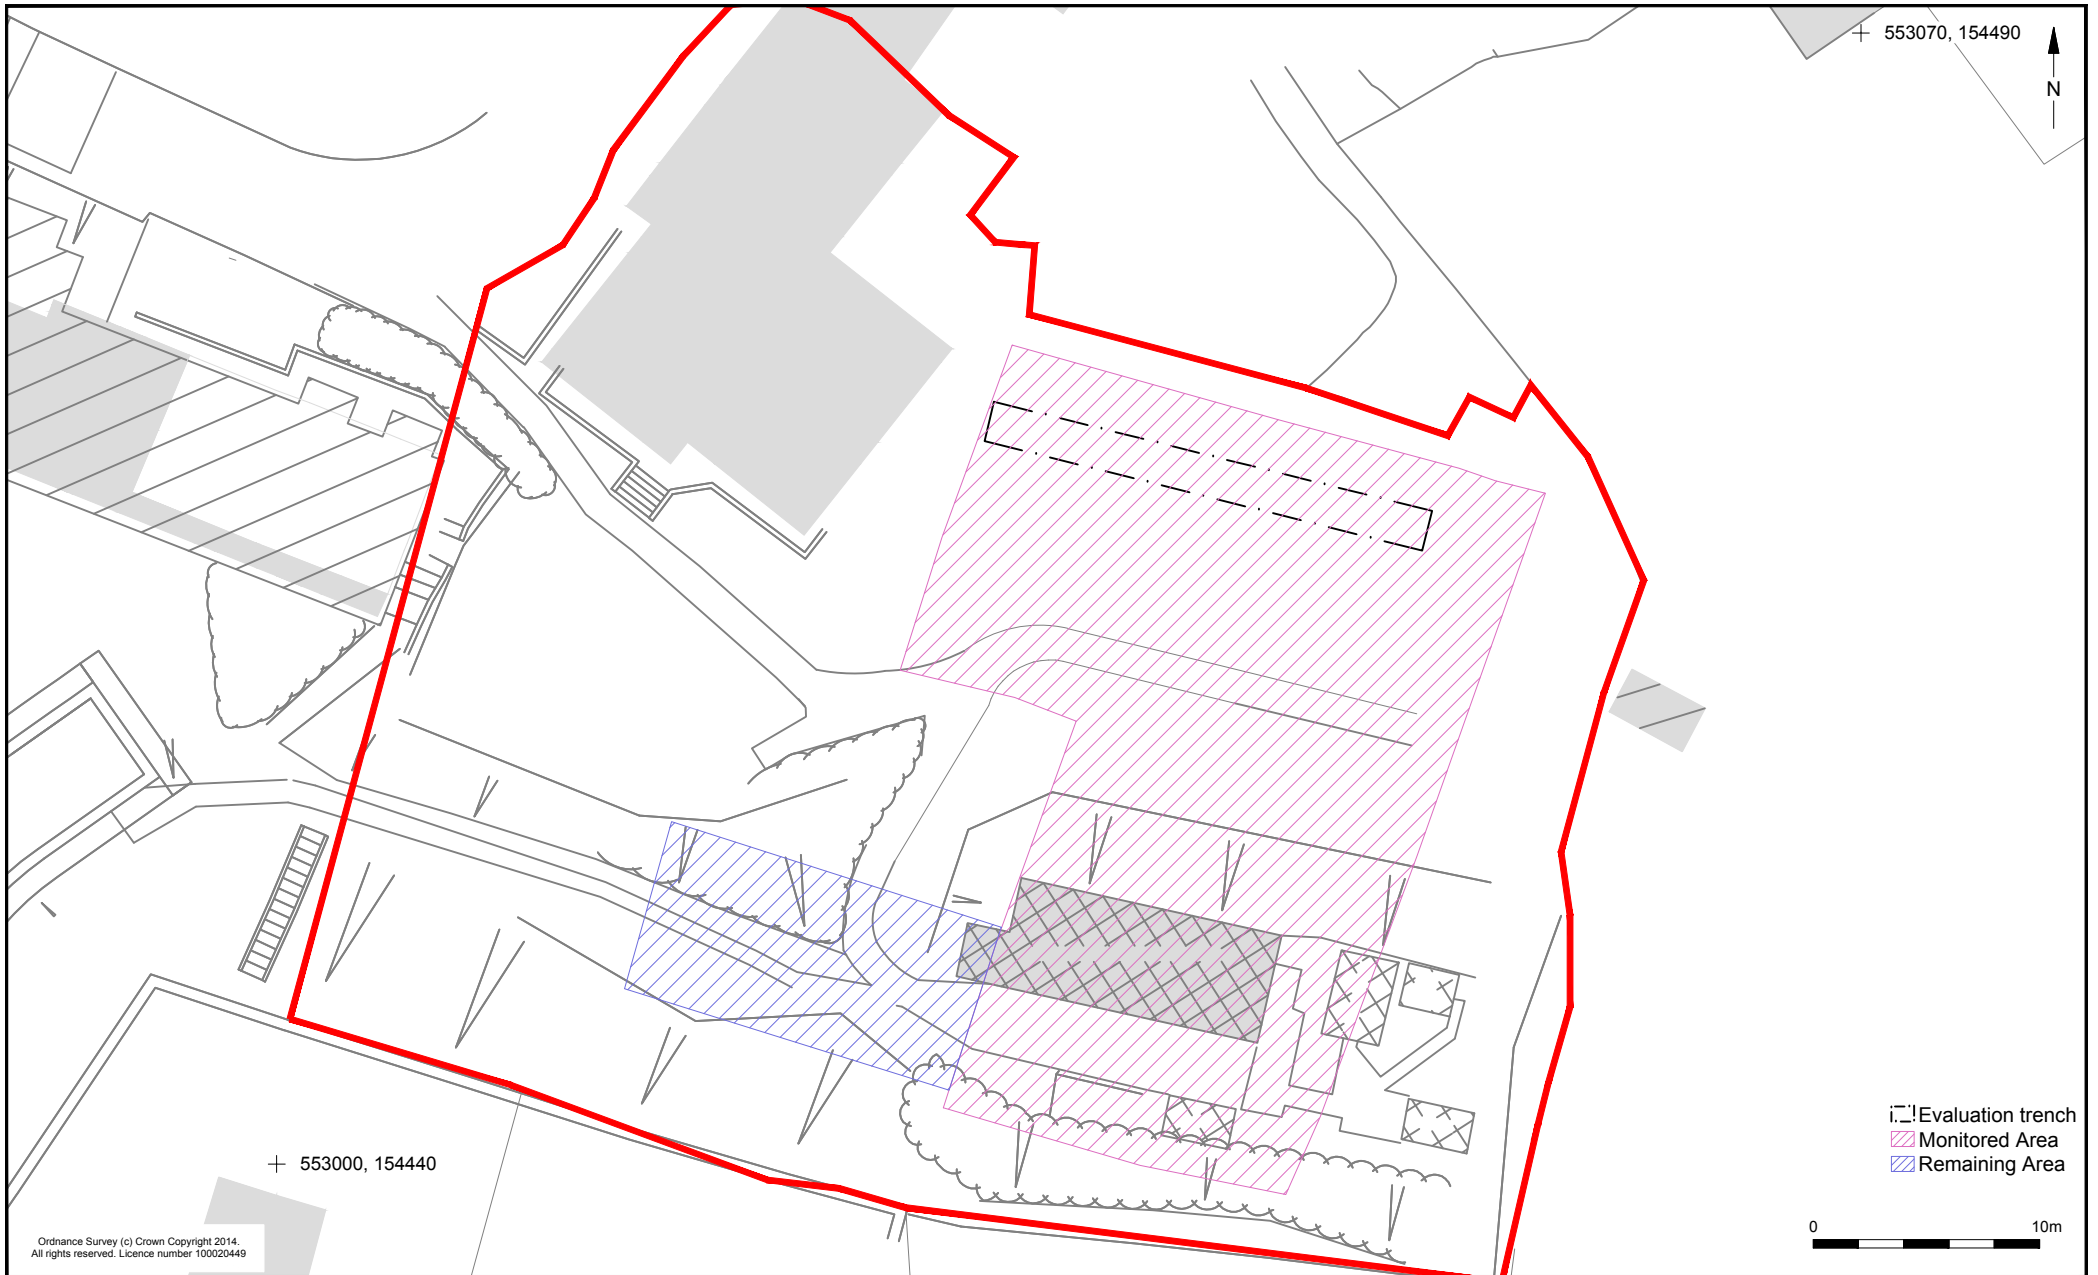 553070, 154490
N
553000, 154440
Evaluation trench
Monitored Area
Remaining Area
0 10m
Ordnance Survey (c) Crown Copyright 2014.
All rights reserved. Licence number 100020449